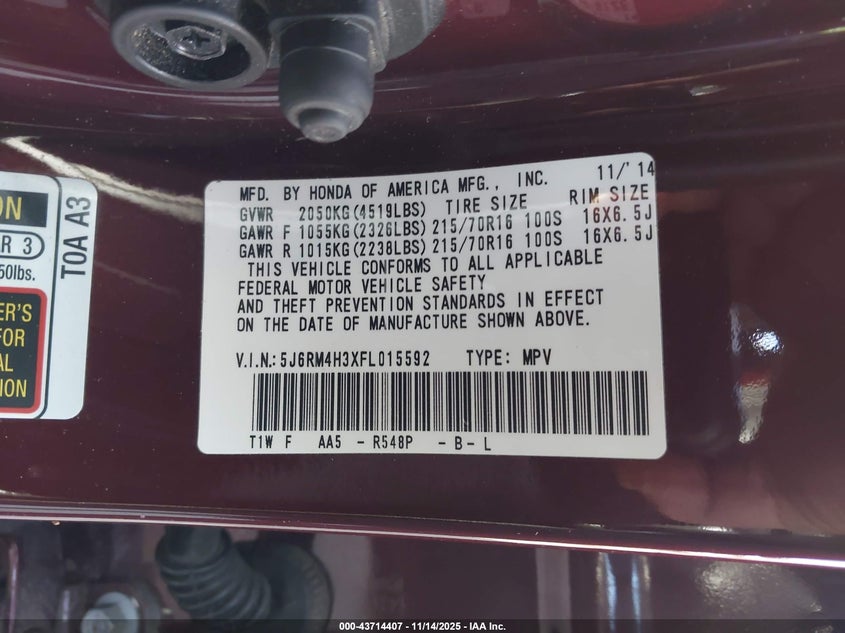 MFD. BY HONDA OF AMERICA MFG., INC. 11/'14
GVWR 2050KG(4519LBS) TIRE SIZE RIM SIZE
GAWR F 1055KG(2326LBS) 215/70R16 100S 16X6.5J
GAWR R 1015KG(2238LBS) 215/70R16 100S 16X6.5J
THIS VEHICLE CONFORMS TO ALL APPLICABLE
FEDERAL MOTOR VEHICLE SAFETY
AND THEFT PREVENTION STANDARDS IN EFFECT
ON THE DATE OF MANUFACTURE SHOWN ABOVE.
V.I.N.: 5J6RM4H3XFL015592 TYPE: MPV
T1W F AA5 - R548P - B - L
ON
R 3
50lbs.
ER'S
FOR
AL
ION
T0A A3
000-43714407 - 11/14/2025 - IAA Inc.